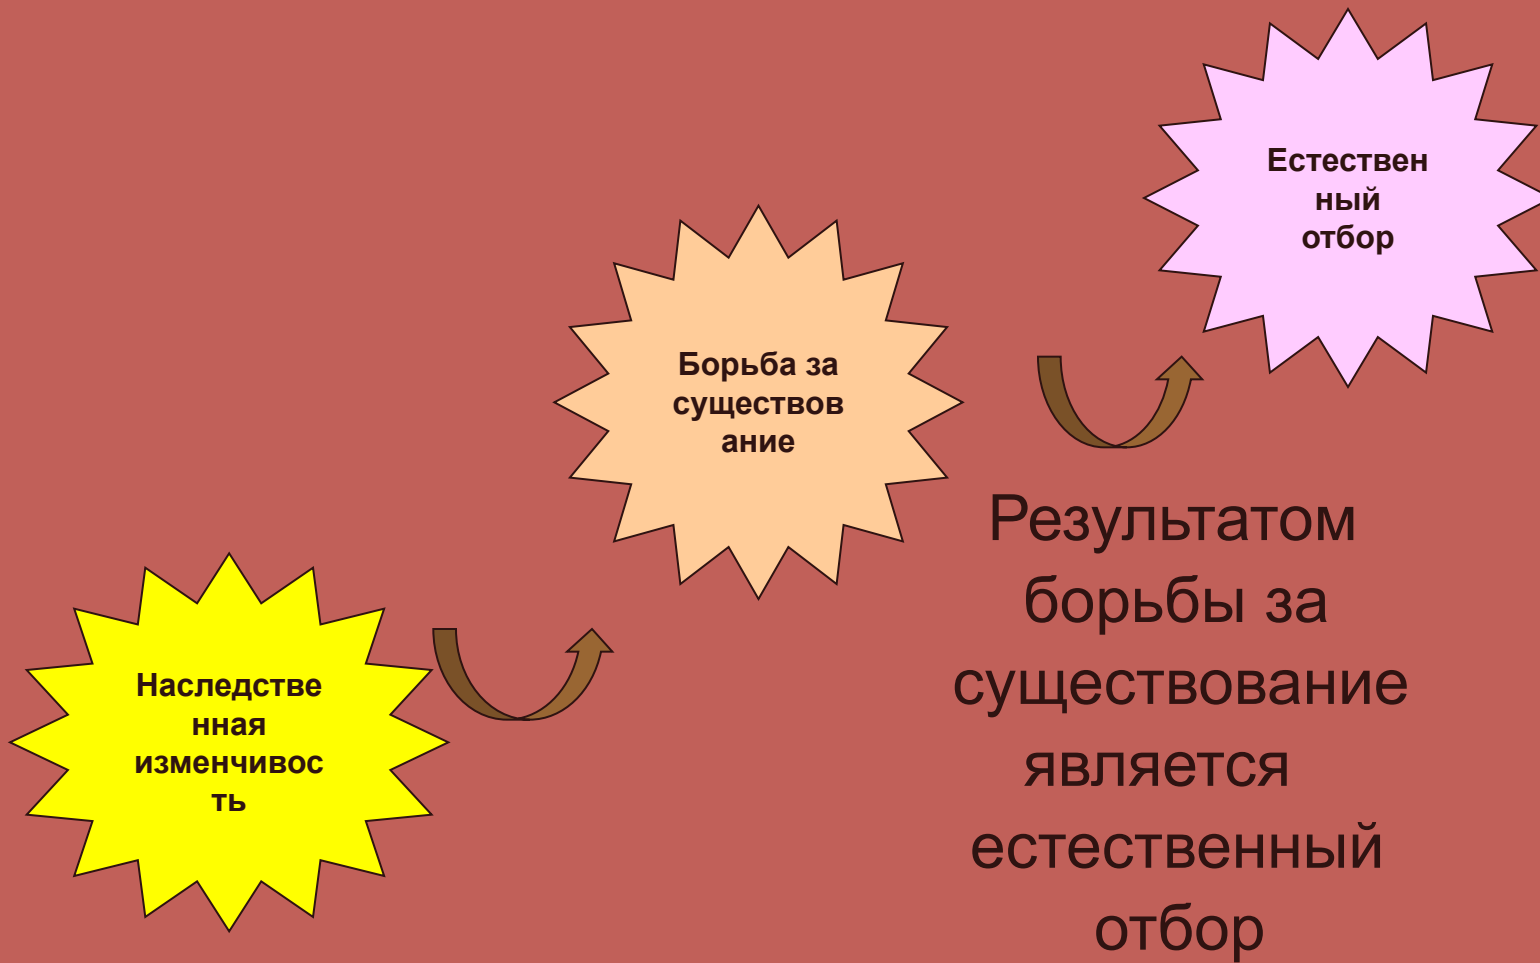 Естествен
ный
отбор
Борьба за
существов
ание
Наследстве
нная
изменчивос
ть
Результатом
борьбы за
существование
является
естественный
отбор